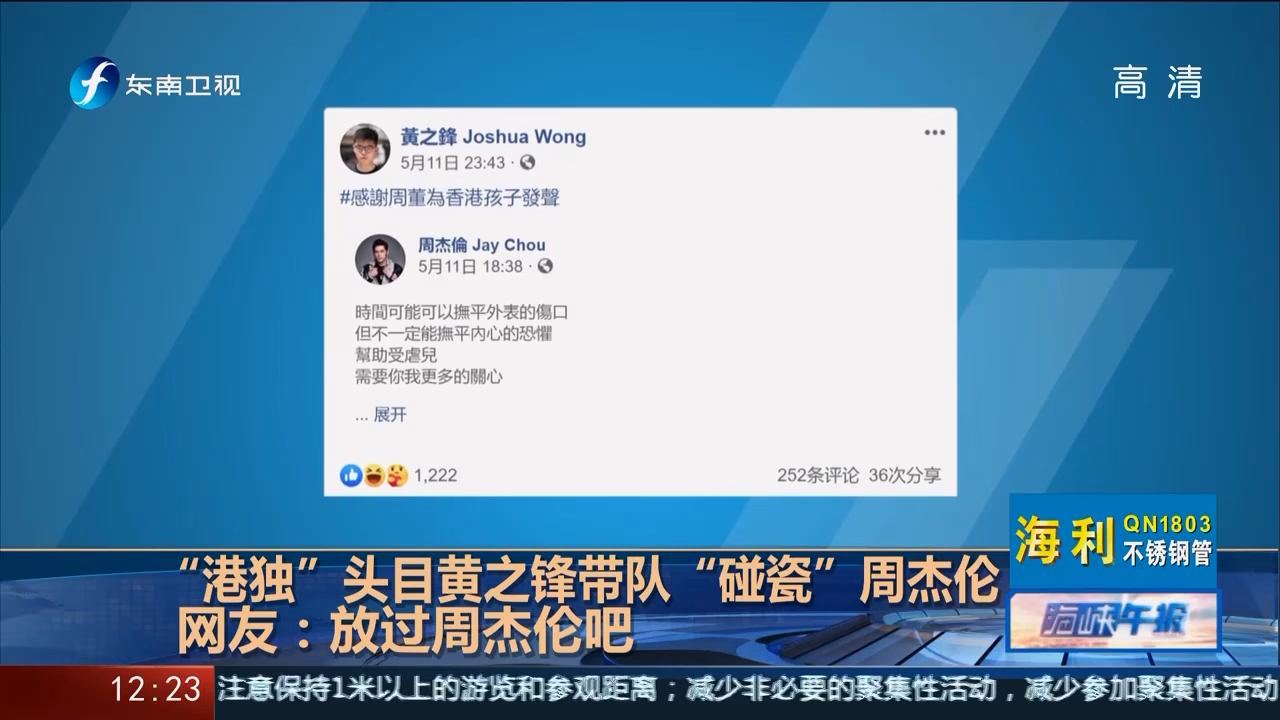 东南卫视
高清
黃之鋒 Joshua Wong
5月11日 23:43 ·
#感謝周董為香港孩子發聲
周杰倫 Jay Chou
5月11日 18:38 ·
時間可能可以撫平外表的傷口
但不一定能撫平內心的恐懼
幫助受虐兒
需要你我更多的關心
... 展开
1,222
252条评论 36次分享
海利
QN1803
不锈钢管
“港独”头目黄之锋带队“碰瓷”周杰伦
网友：放过周杰伦吧
海峡午报
12:23
注意保持1米以上的游览和参观距离；减少非必要的聚集性活动，减少参加聚集性活动